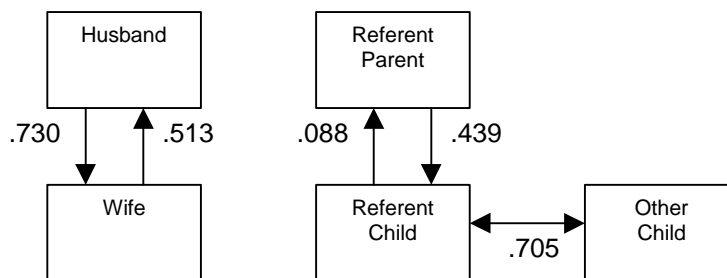 Husband
Referent
Parent
.730
.513
.088
.439
Wife
Referent
Child
Other
Child
.705